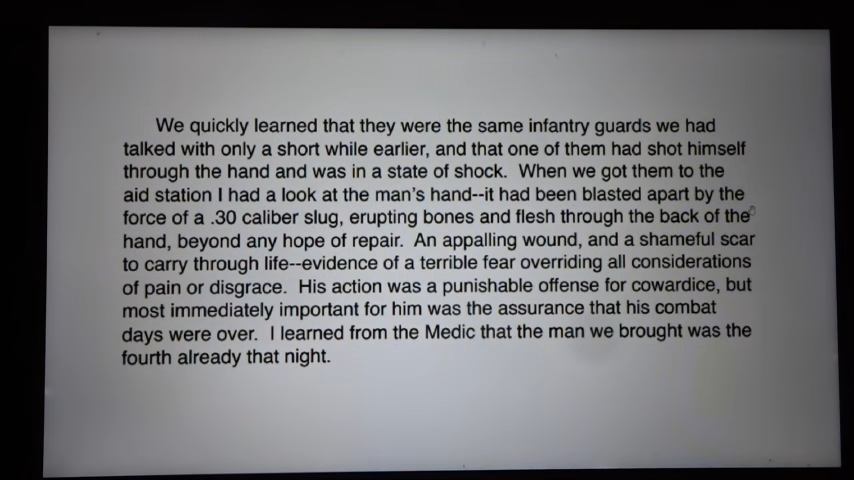 We quickly learned that they were the same infantry guards we had
talked with only a short while earlier, and that one of them had shot himself
through the hand and was in a state of shock.  When we got them to the
aid station I had a look at the man's hand--it had been blasted apart by the
force of a .30 caliber slug, erupting bones and flesh through the back of the
hand, beyond any hope of repair.  An appalling wound, and a shameful scar
to carry through life--evidence of a terrible fear overriding all considerations
of pain or disgrace.  His action was a punishable offense for cowardice, but
most immediately important for him was the assurance that his combat
days were over.  I learned from the Medic that the man we brought was the
fourth already that night.